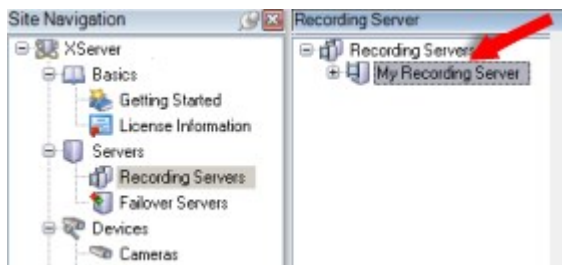 Site Navigation
XServer
Basics
Getting Started
License Information
Servers
Recording Servers
Failover Servers
Devices
Cameras
Recording Server
Recording Servers
My Recording Server